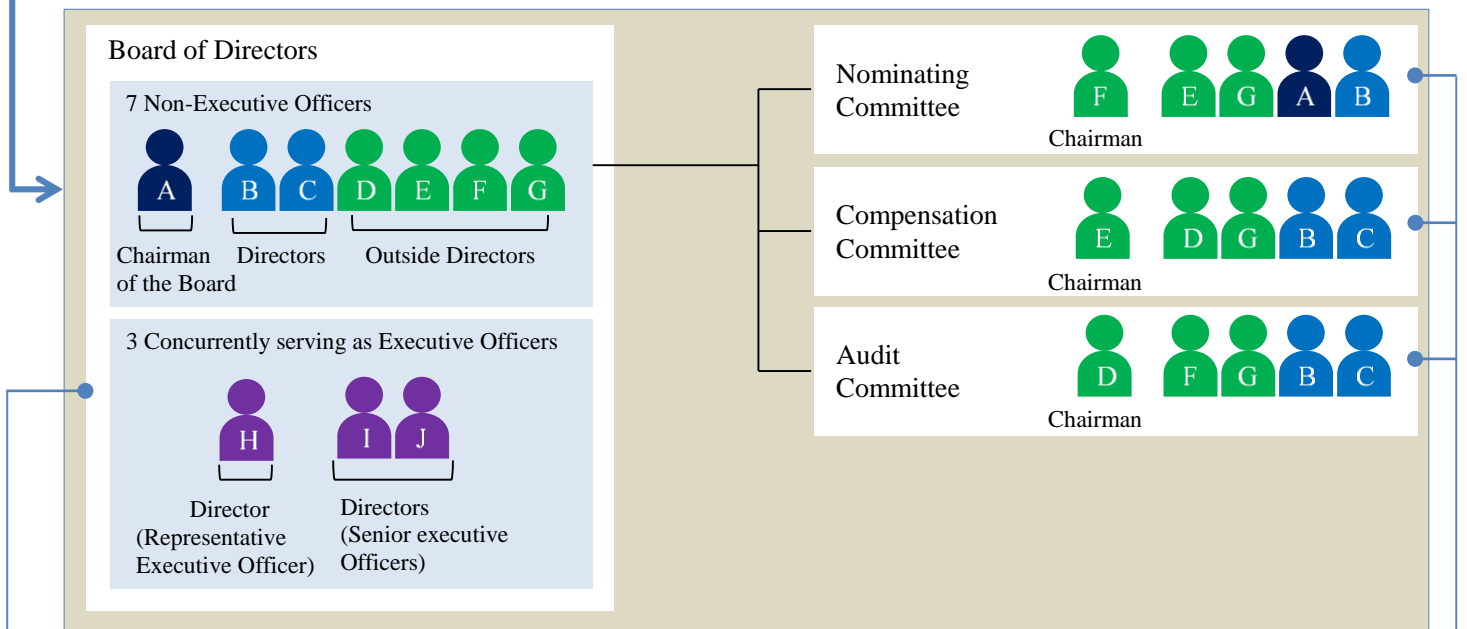 Board of Directors
7 Non-Executive Officers
A B C D E F G
Chairman
of the Board
Directors
Outside Directors
3 Concurrently serving as Executive Officers
H I J
Director
(Representative
Executive Officer)
Directors
(Senior executive
Officers)
Nominating
Committee
F E G A B
Chairman
Compensation
Committee
E D G B C
Chairman
Audit
Committee
D F G B C
Chairman